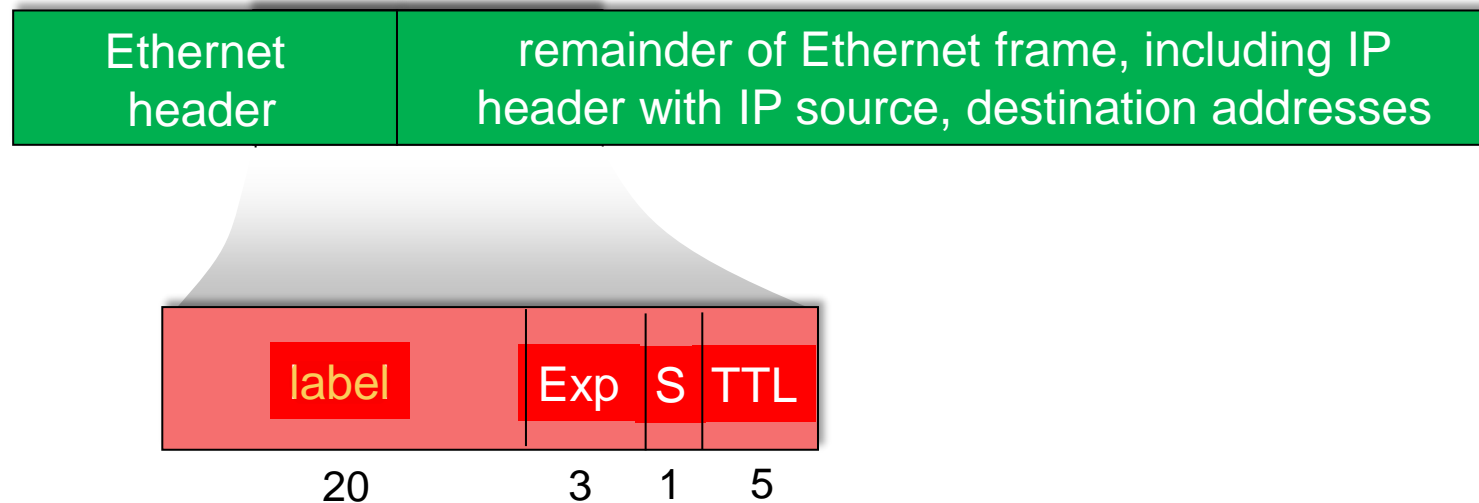 Ethernet
header
remainder of Ethernet frame, including IP
header with IP source, destination addresses
label Exp S TTL
20 3 1 5